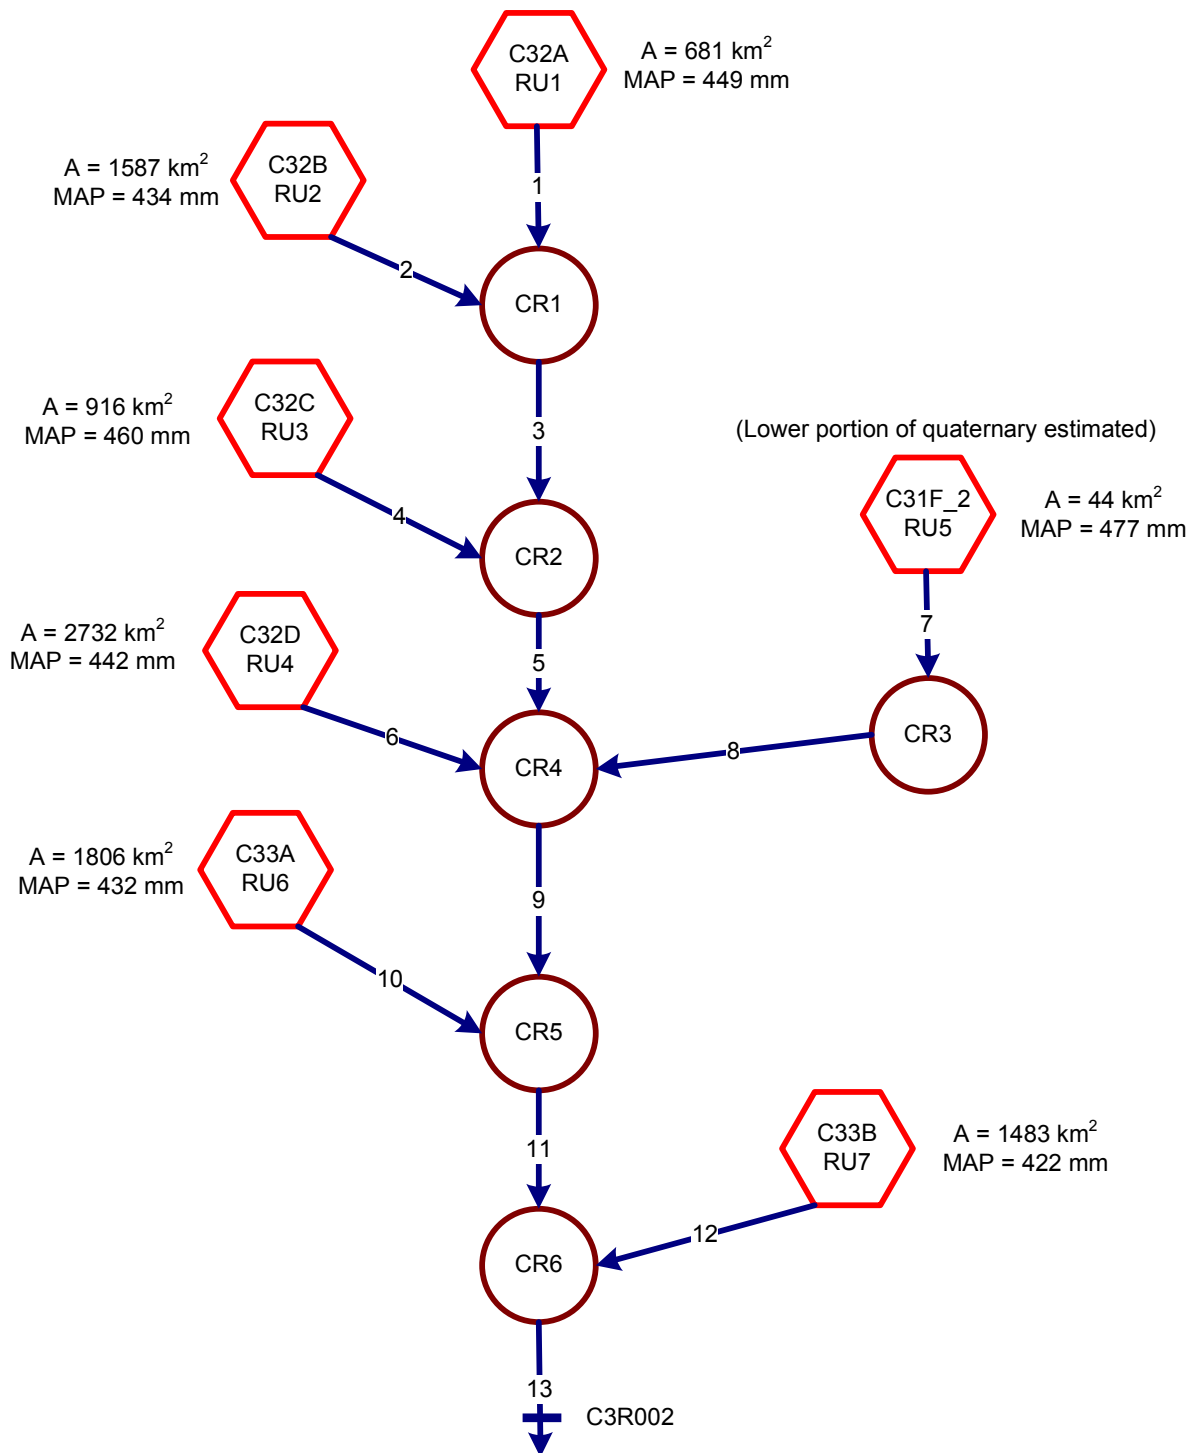 C32A
RU1
A = 681 km²
MAP = 449 mm
A = 1587 km²
MAP = 434 mm
C32B
RU2
1
2
CR1
A = 916 km²
MAP = 460 mm
C32C
RU3
3
(Lower portion of quaternary estimated)
4
C31F_2
RU5
A = 44 km²
MAP = 477 mm
CR2
A = 2732 km²
MAP = 442 mm
C32D
RU4
5
7
6
CR4
8
CR3
A = 1806 km²
MAP = 432 mm
C33A
RU6
9
10
CR5
11
C33B
RU7
A = 1483 km²
MAP = 422 mm
12
CR6
13
C3R002